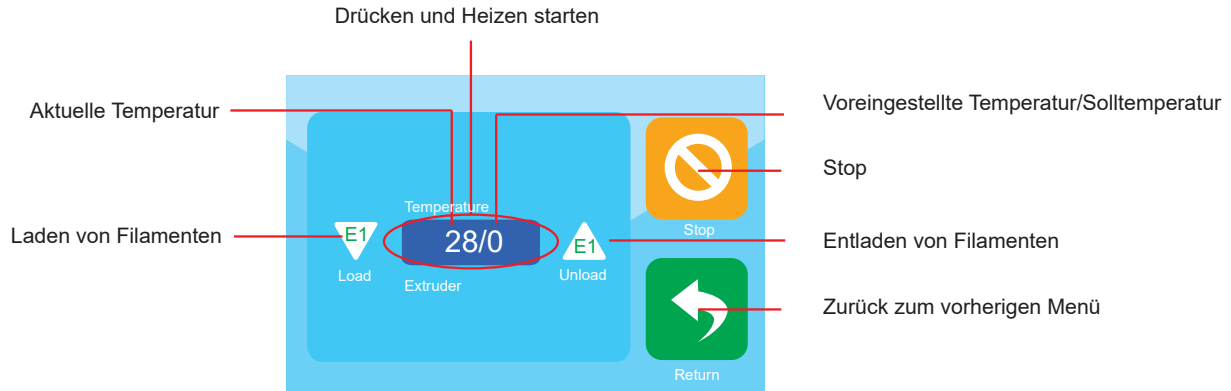 Drücken und Heizen starten
Aktuelle Temperatur
Voreingestellte Temperatur/Solltemperatur
Stop
Temperature
Laden von Filamenten
E1
28/0
E1
Stop
Entladen von Filamenten
Load
Extruder
Unload
Zurück zum vorherigen Menü
Return